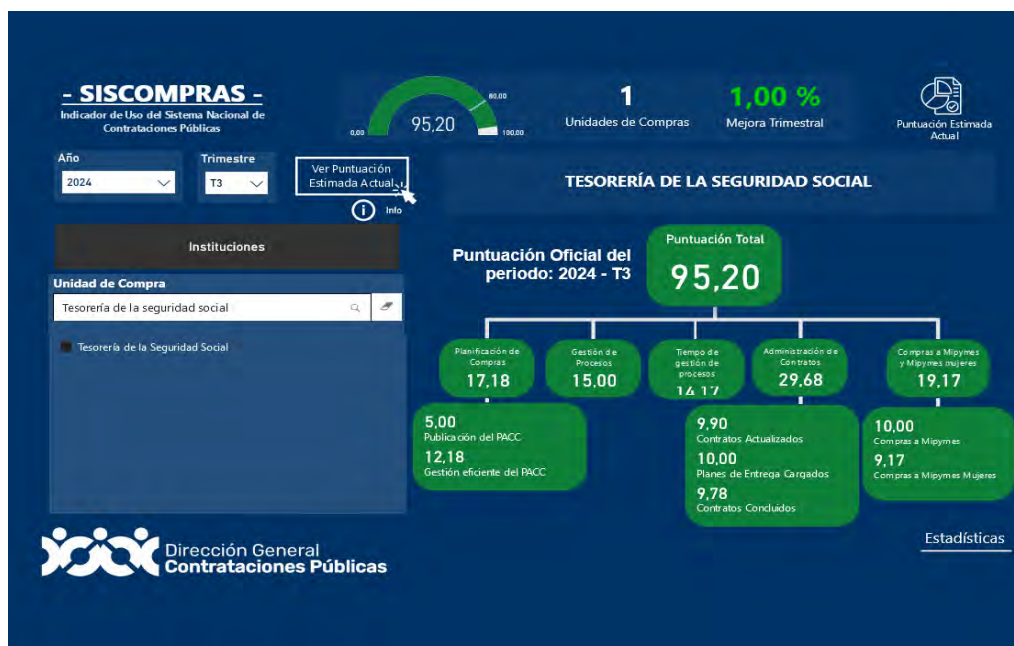 - SISCOMPRAS -
Indicador de Uso del Sistema Nacional de
Contrataciones Públicas
80,00
0,00
95,20
100,00
1
Unidades de Compras
1,00 %
Mejora Trimestral
Puntuación Estimada
Actual
Año
Trimestre
2024
T3
Ver Puntuación
Estimada Actual
Info
TESORERÍA DE LA SEGURIDAD SOCIAL
Instituciones
Unidad de Compra
Tesorería de la seguridad social
Tesorería de la Seguridad Social
Puntuación Oficial del
periodo: 2024 - T3
Puntuación Total
95,20
Planificación de
Compras
17,18
Gestión de
Procesos
15,00
Tiempo de
gestión de
procesos
14,17
Administración de
Contratos
29,68
Compras a Mipymes
y Mipymes mujeres
19,17
5,00
Publicación del PACC
12,18
Gestión eficiente del PACC
9,90
Contratos Actualizados
10,00
Planes de Entrega Cargados
9,78
Contratos Concluidos
10,00
Compras a Mipymes
9,17
Compras a Mipymes Mujeres
Estadísticas
Dirección General
Contrataciones Públicas